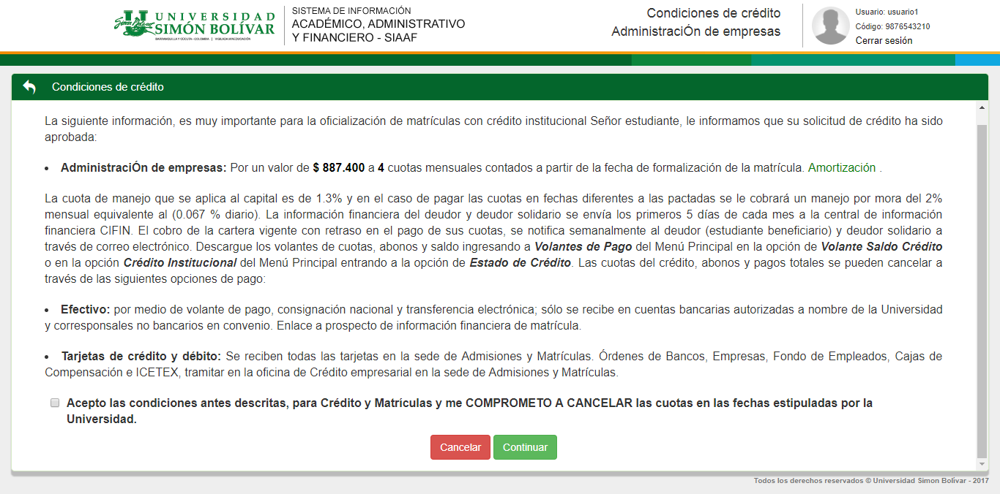 UNIVERSIDAD
SIMÓN BOLÍVAR
BARRANQUILLA Y CÚCUTA - COLOMBIA | VIGILADA MINEDUCACIÓN
SISTEMA DE INFORMACIÓN
ACADÉMICO, ADMINISTRATIVO
Y FINANCIERO - SIAAF
Condiciones de crédito
AdministraciÓn de empresas
Usuario: usuario1
Código: 9876543210
Cerrar sesión
Condiciones de crédito
La siguiente información, es muy importante para la oficialización de matrículas con crédito institucional Señor estudiante, le informamos que su solicitud de crédito ha sido
aprobada:
• AdministraciÓn de empresas: Por un valor de $ 887.400 a 4 cuotas mensuales contados a partir de la fecha de formalización de la matrícula. Amortización .
La cuota de manejo que se aplica al capital es de 1.3% y en el caso de pagar las cuotas en fechas diferentes a las pactadas se le cobrará un manejo por mora del 2%
mensual equivalente al (0.067 % diario). La información financiera del deudor y deudor solidario se envía los primeros 5 días de cada mes a la central de información
financiera CIFIN. El cobro de la cartera vigente con retraso en el pago de sus cuotas, se notifica semanalmente al deudor (estudiante beneficiario) y deudor solidario a
través de correo electrónico. Descargue los volantes de cuotas, abonos y saldo ingresando a Volantes de Pago del Menú Principal en la opción de Volante Saldo Crédito
o en la opción Crédito Institucional del Menú Principal entrando a la opción de Estado de Crédito. Las cuotas del crédito, abonos y pagos totales se pueden cancelar a
través de las siguientes opciones de pago:
• Efectivo: por medio de volante de pago, consignación nacional y transferencia electrónica; sólo se recibe en cuentas bancarias autorizadas a nombre de la Universidad
y corresponsales no bancarios en convenio. Enlace a prospecto de información financiera de matrícula.
• Tarjetas de crédito y débito: Se reciben todas las tarjetas en la sede de Admisiones y Matrículas. Órdenes de Bancos, Empresas, Fondo de Empleados, Cajas de
Compensación e ICETEX, tramitar en la oficina de Crédito empresarial en la sede de Admisiones y Matrículas.
Acepto las condiciones antes descritas, para Crédito y Matrículas y me COMPROMETO A CANCELAR las cuotas en las fechas estipuladas por la
Universidad.
Cancelar Continuar
Todos los derechos reservados © Universidad Simon Bolívar - 2017